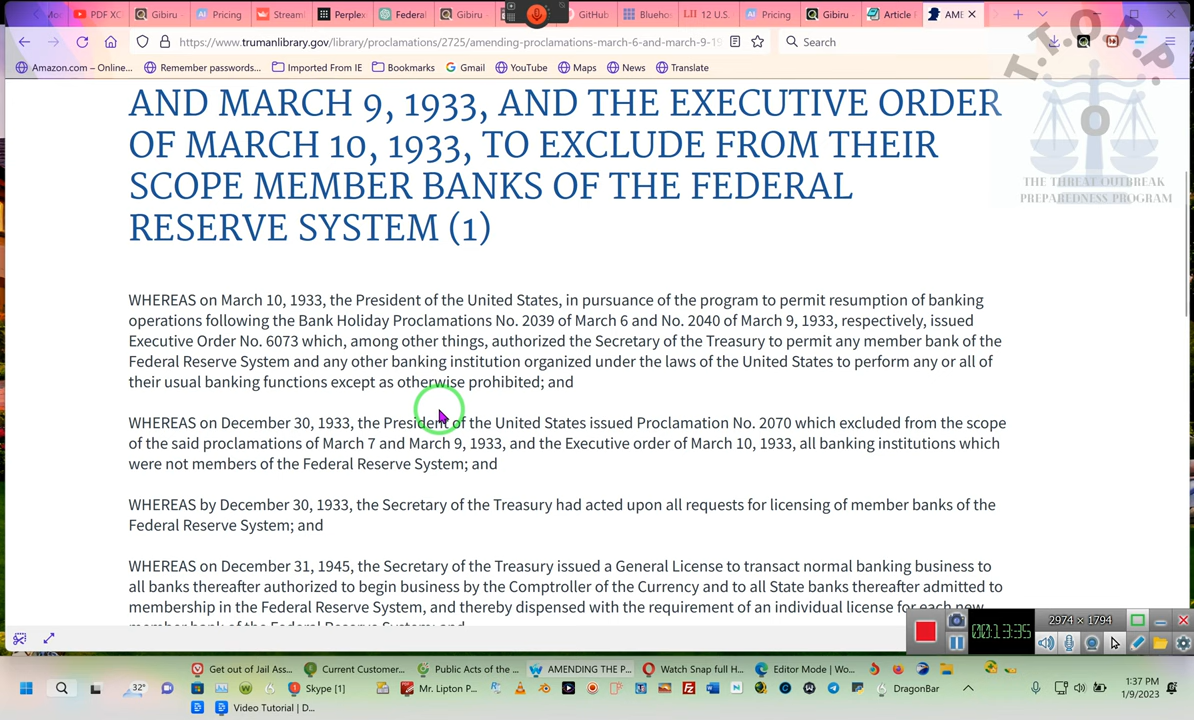 PDF XC
Gibiru -
Pricing
Streami
Perplex
Federal
Gibiru -
GitHub
Blueho
LII 12 U.S.
Pricing
Gibiru -
Article
AME
https://www.trumanlibrary.gov/library/proclamations/2725/amending-proclamations-march-6-and-march-9-19
Search
Amazon.com – Online...
Remember passwords...
Imported From IE
Bookmarks
Gmail
YouTube
Maps
News
Translate
T.T.O.P.P.
THE THREAT OUTBREAK
PREPAREDNESS PROGRAM
AND MARCH 9, 1933, AND THE EXECUTIVE ORDER
OF MARCH 10, 1933, TO EXCLUDE FROM THEIR
SCOPE MEMBER BANKS OF THE FEDERAL
RESERVE SYSTEM (1)
WHEREAS on March 10, 1933, the President of the United States, in pursuance of the program to permit resumption of banking
operations following the Bank Holiday Proclamations No. 2039 of March 6 and No. 2040 of March 9, 1933, respectively, issued
Executive Order No. 6073 which, among other things, authorized the Secretary of the Treasury to permit any member bank of the
Federal Reserve System and any other banking institution organized under the laws of the United States to perform any or all of
their usual banking functions except as otherwise prohibited; and
WHEREAS on December 30, 1933, the President of the United States issued Proclamation No. 2070 which excluded from the scope
of the said proclamations of March 7 and March 9, 1933, and the Executive order of March 10, 1933, all banking institutions which
were not members of the Federal Reserve System; and
WHEREAS by December 30, 1933, the Secretary of the Treasury had acted upon all requests for licensing of member banks of the
Federal Reserve System; and
WHEREAS on December 31, 1945, the Secretary of the Treasury issued a General License to transact normal banking business to
all banks thereafter authorized to begin business by the Comptroller of the Currency and to all State banks thereafter admitted to
membership in the Federal Reserve System, and thereby dispensed with the requirement of an individual license for each new
member bank of the Federal Reserve System; and
2974 × 1794
00:13:35
Get out of Jail Ass...
Current Customer...
Public Acts of the ...
AMENDING THE P...
Watch Snap full H...
Editor Mode | Wo...
32°
Skype [1]
Mr. Lipton P...
DragonBar
1:37 PM
1/9/2023
Video Tutorial | D...